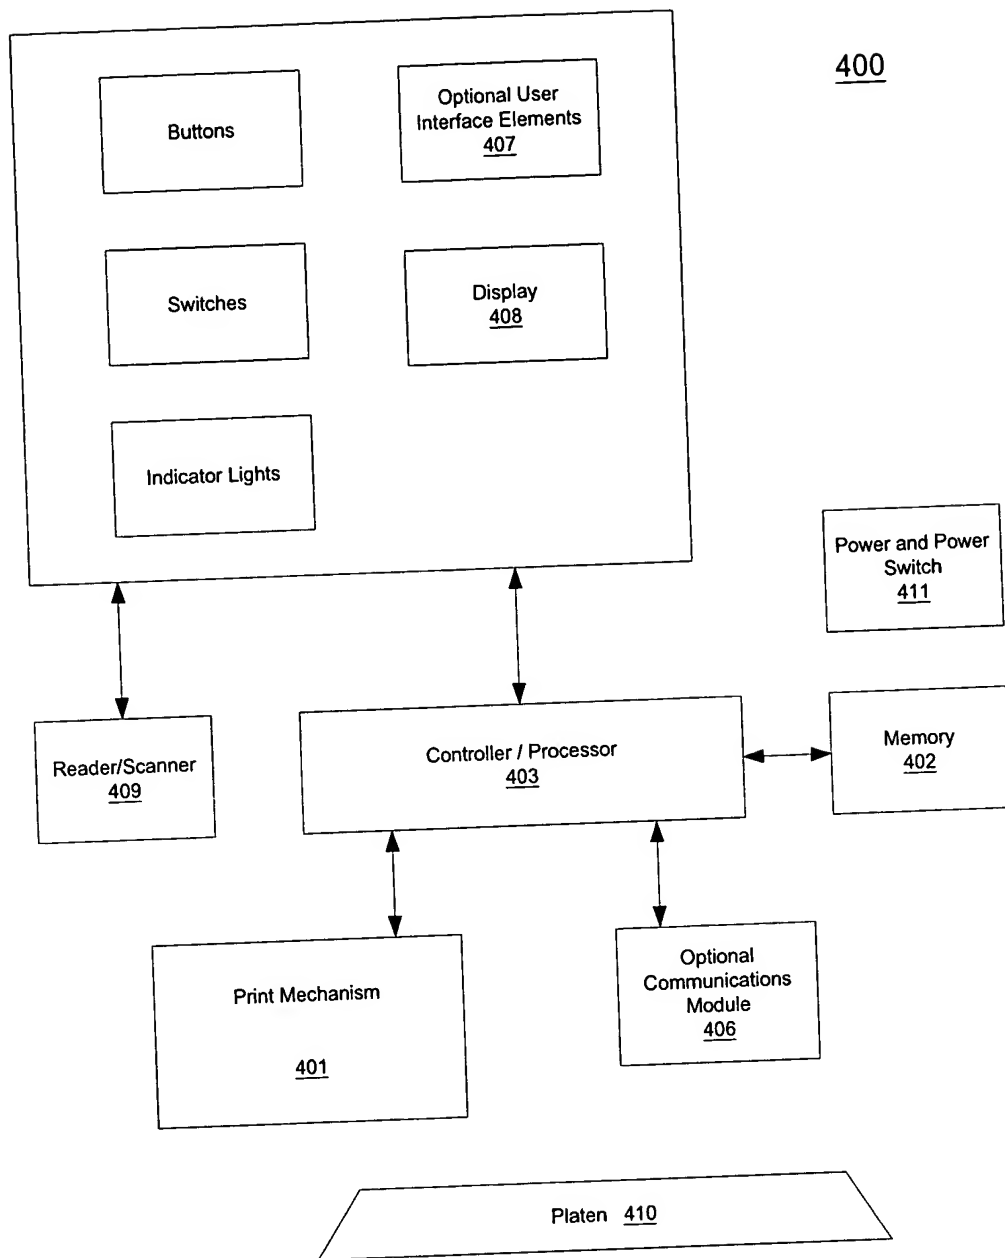 400
Buttons
Optional User
Interface Elements
407
Switches
Display
408
Indicator Lights
Power and Power
Switch
411
Reader/Scanner
409
Controller / Processor
403
Memory
402
Print Mechanism
401
Optional
Communications
Module
406
Platen 410